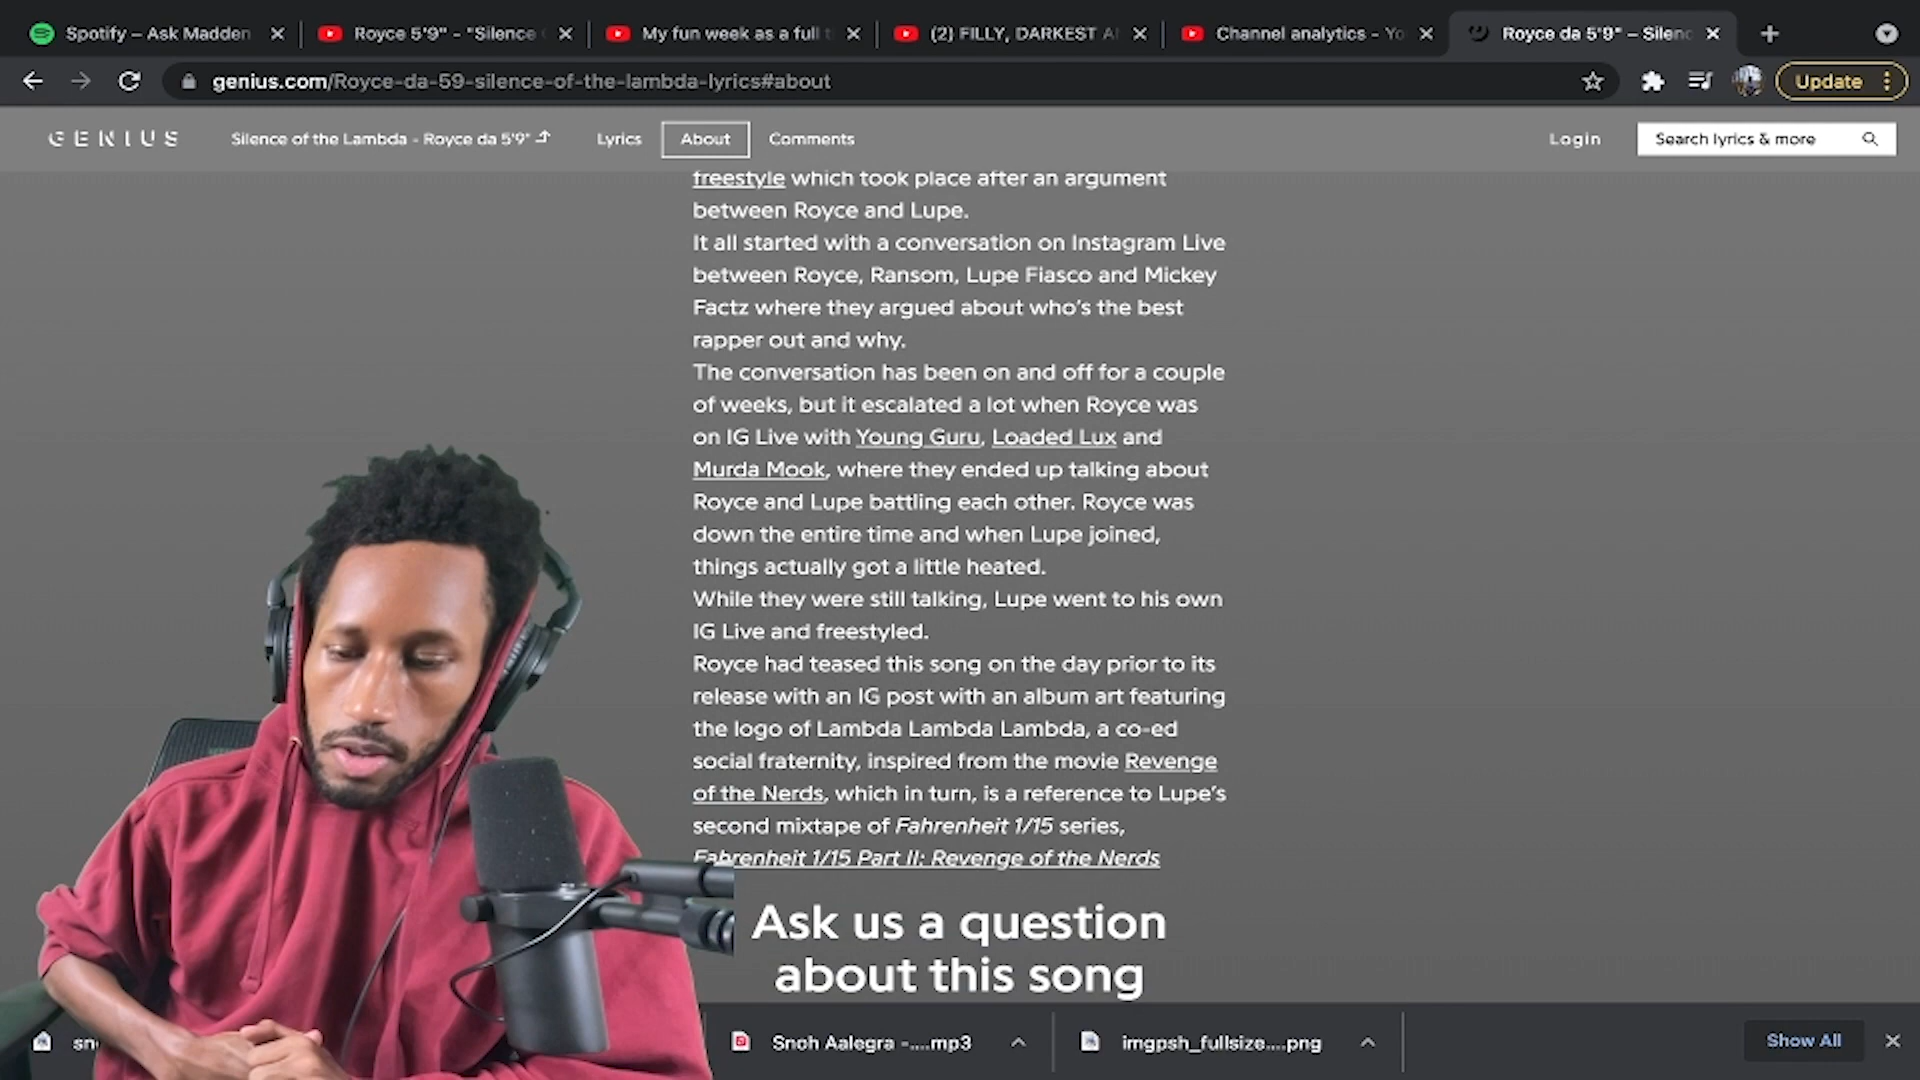 Spotify – Ask Madden
Royce 5'9" - "Silence
My fun week as a full t
(2) FILLY, DARKEST A
Channel analytics - Yo
Royce da 5'9" – Silenc
genius.com/Royce-da-59-silence-of-the-lambda-lyrics#about
Update
GENIUS
Silence of the Lambda - Royce da 5'9"
Lyrics
About
Comments
Login
Search lyrics & more
freestyle which took place after an argument
between Royce and Lupe.
It all started with a conversation on Instagram Live
between Royce, Ransom, Lupe Fiasco and Mickey
Factz where they argued about who's the best
rapper out and why.
The conversation has been on and off for a couple
of weeks, but it escalated a lot when Royce was
on IG Live with Young Guru, Loaded Lux and
Murda Mook, where they ended up talking about
Royce and Lupe battling each other. Royce was
down the entire time and when Lupe joined,
things actually got a little heated.
While they were still talking, Lupe went to his own
IG Live and freestyled.
Royce had teased this song on the day prior to its
release with an IG post with an album art featuring
the logo of Lambda Lambda Lambda, a co-ed
social fraternity, inspired from the movie Revenge
of the Nerds, which in turn, is a reference to Lupe's
second mixtape of Fahrenheit 1/15 series,
Fahrenheit 1/15 Part II: Revenge of the Nerds
Ask us a question
about this song
Snoh Aalegra -....mp3
imgpsh_fullsize....png
Show All